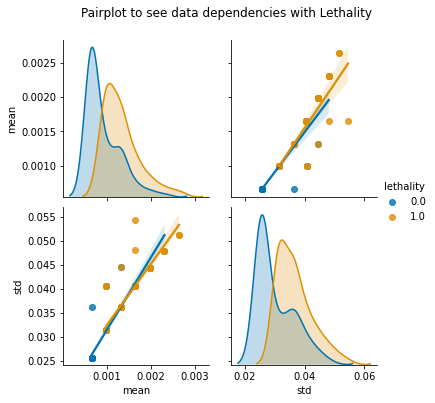 Pairplot to see data dependencies with Lethality
mean
0.0025
0.0020
0.0015
0.0010
lethality
0.0
1.0
std
0.055
0.050
0.045
0.040
0.035
0.030
0.025
0.001 0.002 0.003
0.02 0.04 0.06
mean
std